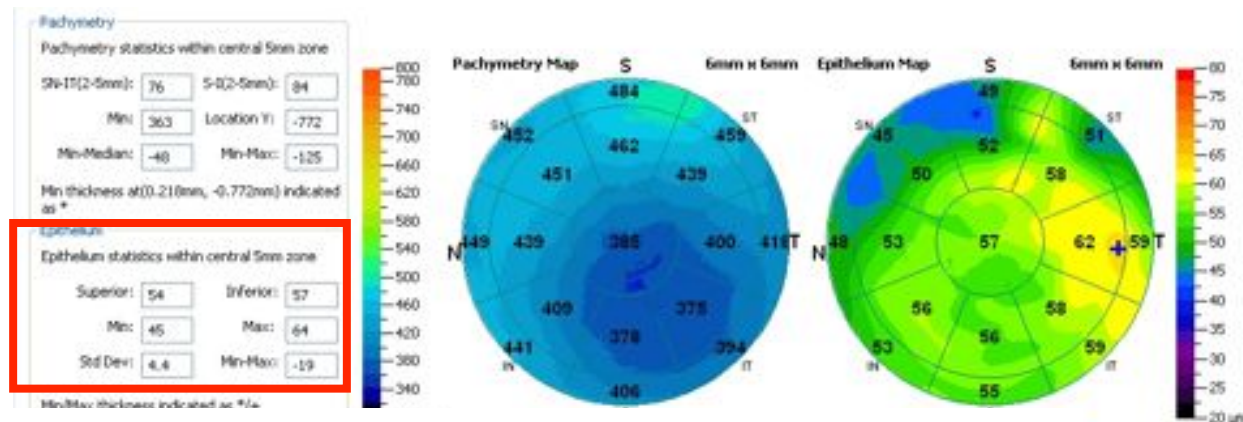 Pachymetry
Pachymetry statistics within central 5mm zone
SN-IT(2-5mm): 76 S-I(2-5mm): 84
Min: 363 Location Y: -772
Min-Median: -48 Min-Max: -125
Min thickness at(0.218mm, -0.772mm) indicated
as *
Epithelium
Epithelium statistics within central 5mm zone
Superior: 54 Inferior: 57
Min: 45 Max: 64
Std Dev: 4.4 Min-Max: -19
Min/Max thickness indicated as */+
800
780
740
700
660
620
580
540
500
460
420
380
340
Pachymetry Map S 6mm x 6mm
484
SN 452 459 ST
462
451 439
N 449 439 385 400 418 T
409 375
378
441 394
IN IT
406
Epithelium Map S 6mm x 6mm
49
SN 45 51 ST
52
50 58
N 48 53 57 62 59 T
56 58
56
53 59
IN IT
55
80
75
70
65
60
55
50
45
40
35
30
25
20 µm